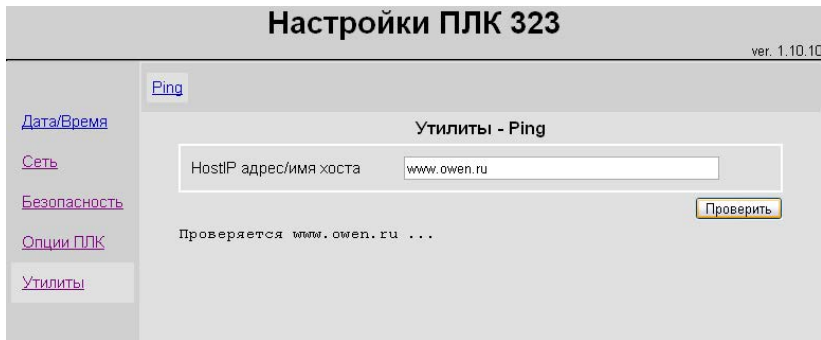 Настройки ПЛК 323
ver. 1.10.10
Ping
Дата/Время
Утилиты - Ping
Сеть
HostIP адрес/имя хоста
www.owen.ru
Безопасность
Проверить
Проверяется www.owen.ru ...
Опции ПЛК
Утилиты